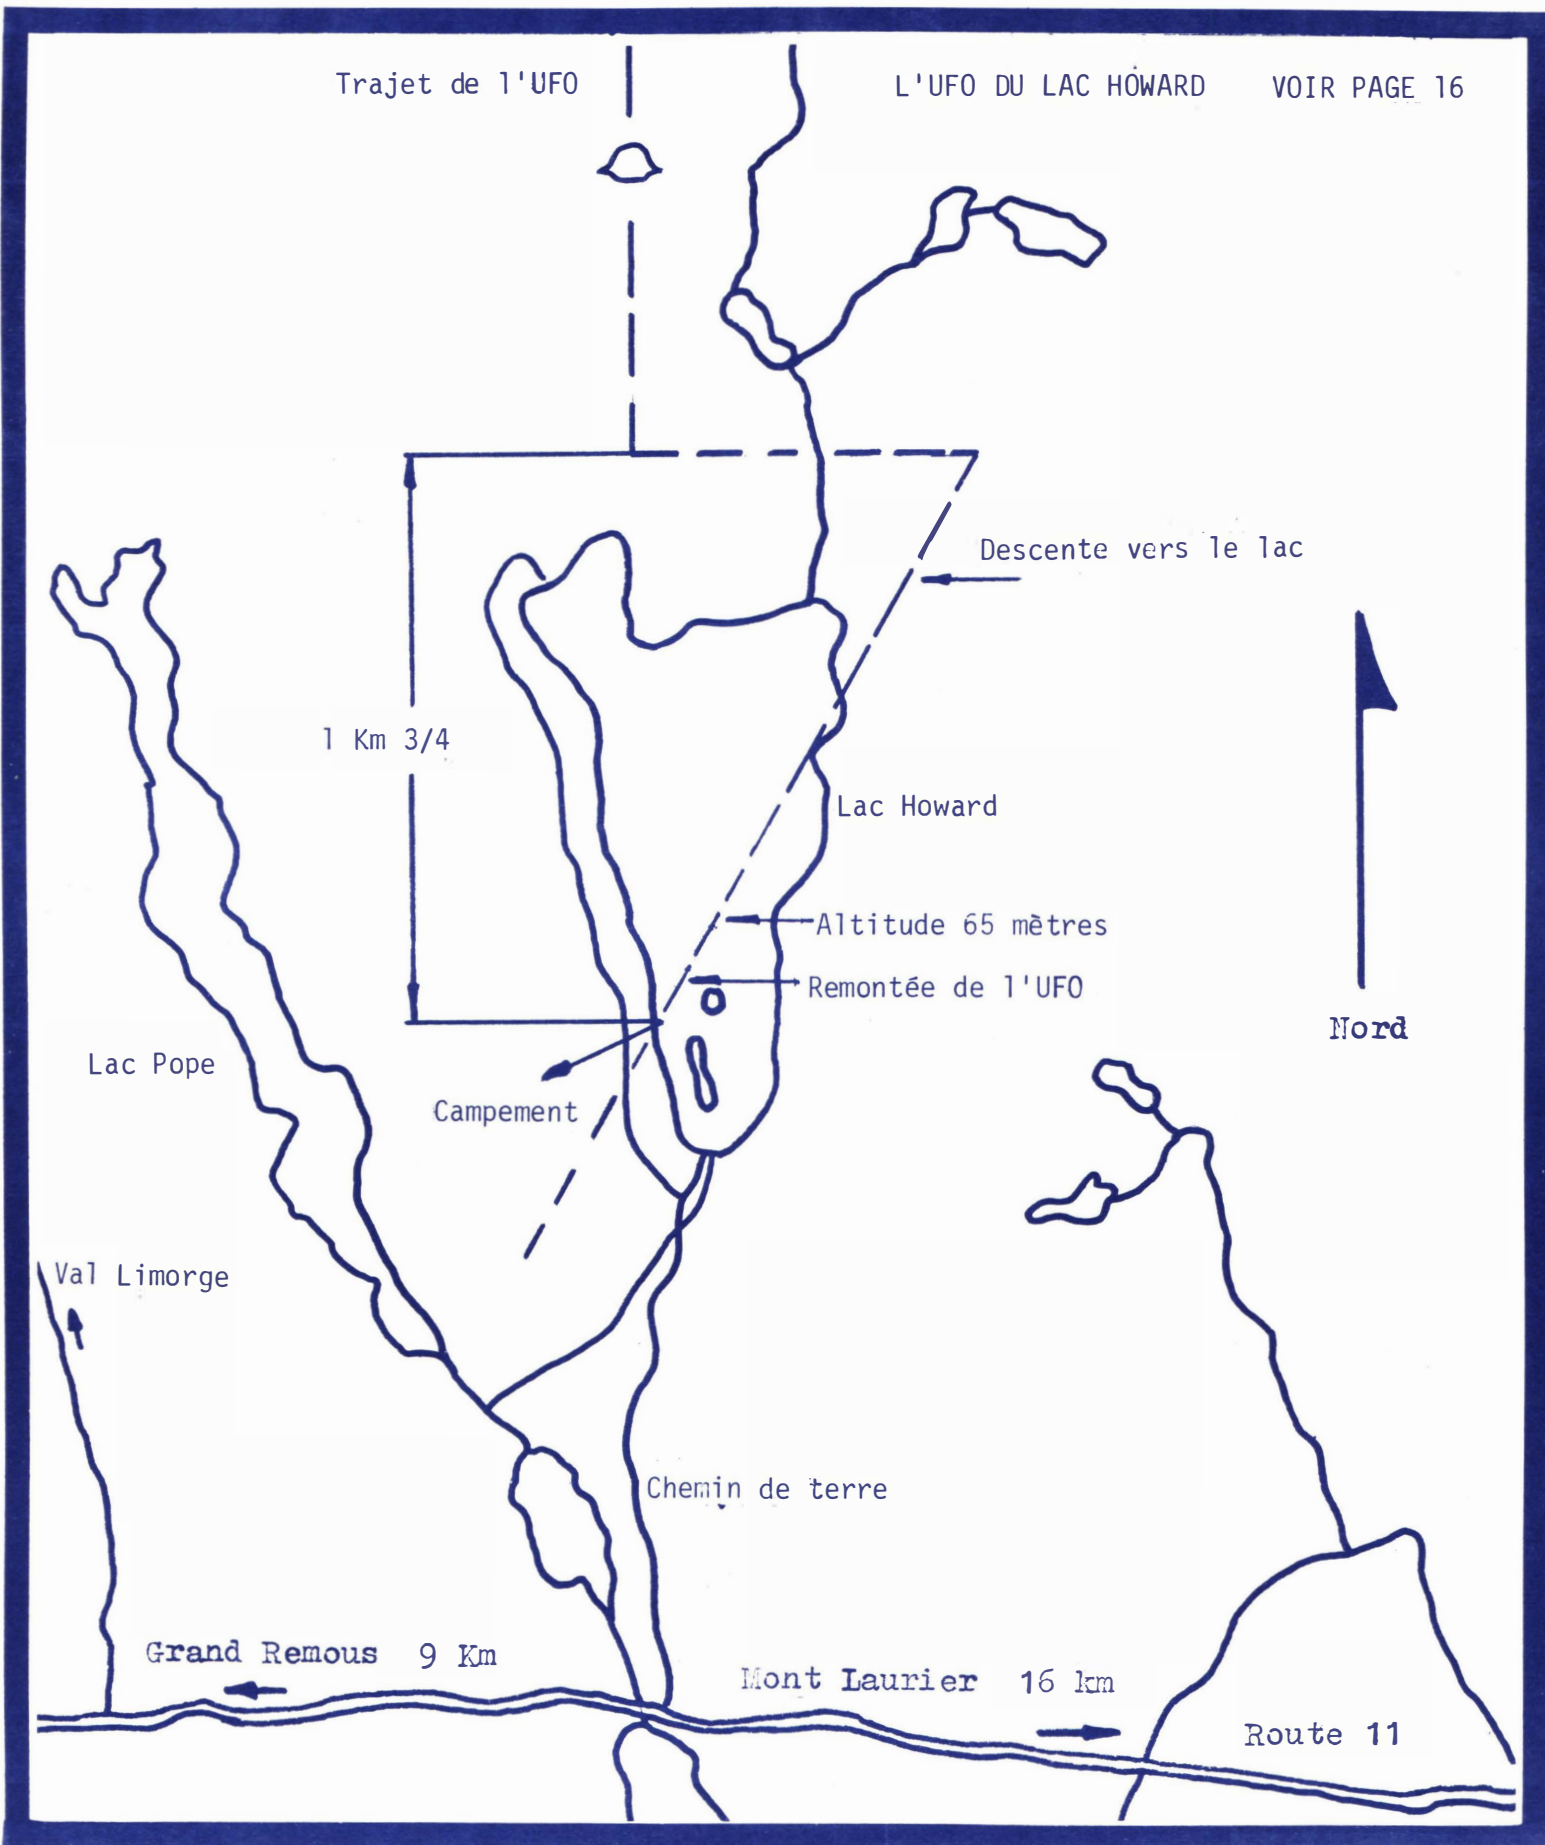 Trajet de l'UFO
L'UFO DU LAC HOWARD VOIR PAGE 16
Descente vers le lac
1 Km 3/4
Lac Howard
Altitude 65 mètres
Remontée de l'UFO
Nord
Lac Pope
Campement
Val Limorge
Chemin de terre
Grand Remous 9 Km
Mont Laurier 16 km
Route 11